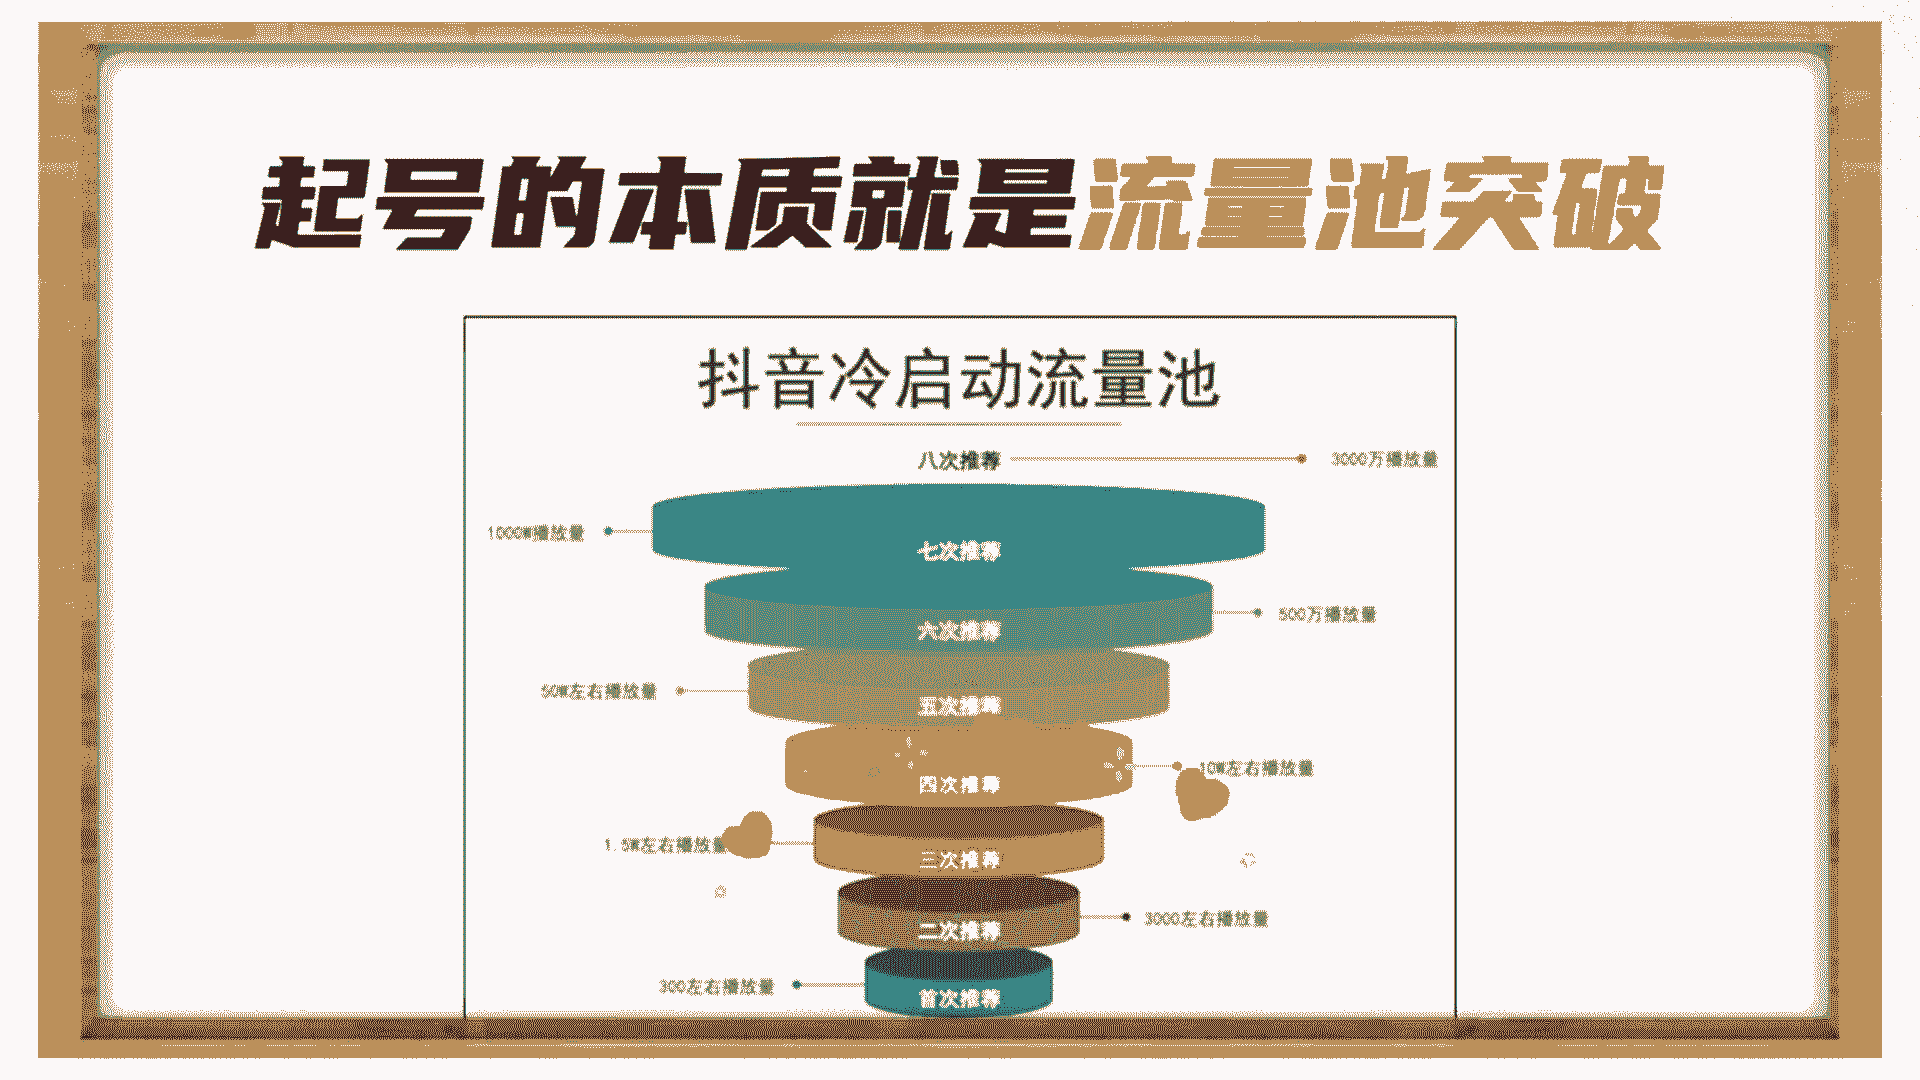 起号的本质就是流量池突破
抖音冷启动流量池
八次推荐
3000万播放量
1000W播放量
七次推荐
六次推荐
500万播放量
50W左右播放量
五次推荐
四次推荐
10W左右播放量
1.5W左右播放量
三次推荐
二次推荐
3000左右播放量
300左右播放量
首次推荐